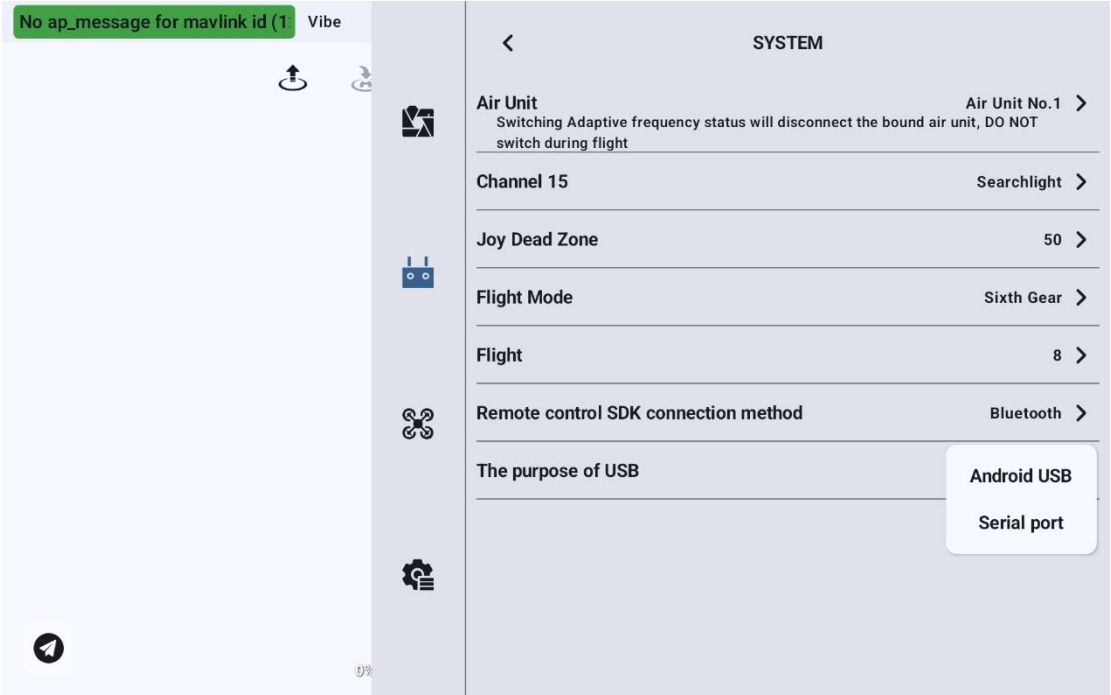 No ap_message for mavlink id (1
Vibe
SYSTEM
Air Unit
Air Unit No.1
Switching Adaptive frequency status will disconnect the bound air unit, DO NOT
switch during flight
Channel 15
Searchlight
Joy Dead Zone
50
Flight Mode
Sixth Gear
Flight
8
Remote control SDK connection method
Bluetooth
The purpose of USB
Android USB
Serial port
0%